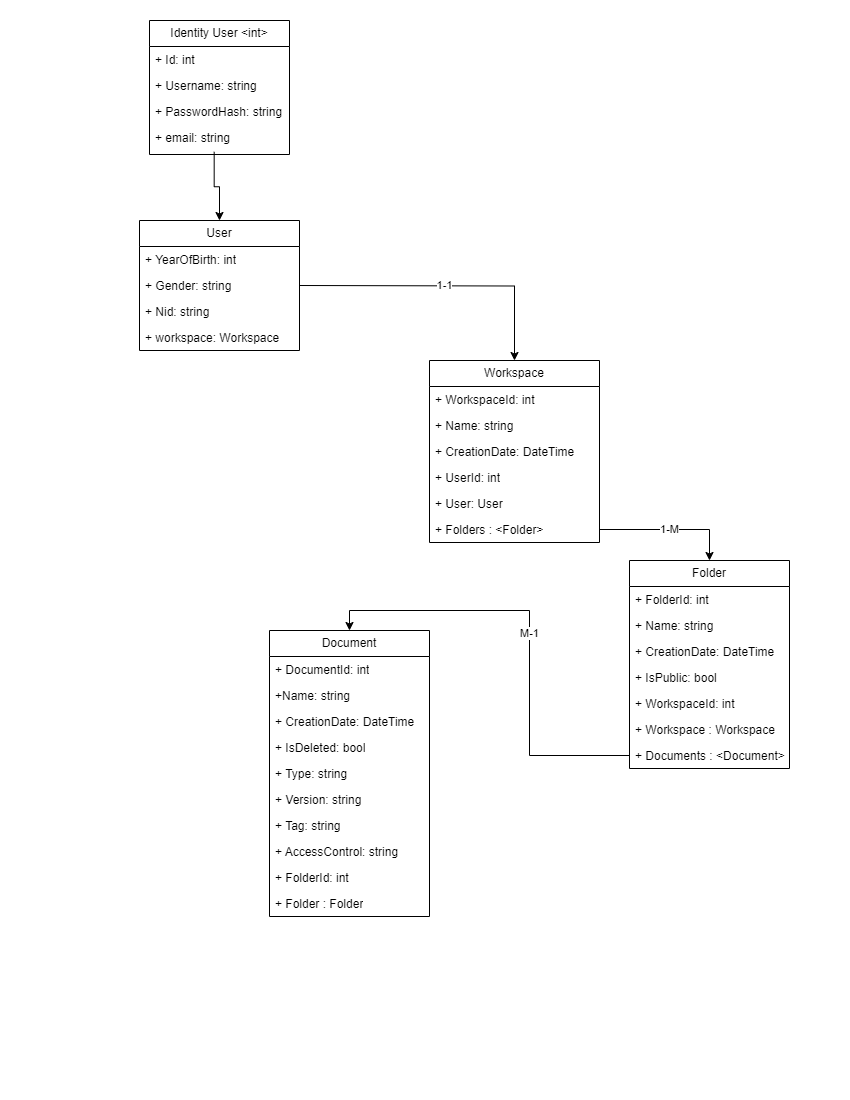 Identity User <int>
+ Id: int
+ Username: string
+ PasswordHash: string
+ email: string
User
+ YearOfBirth: int
+ Gender: string
+ Nid: string
+ workspace: Workspace
1-1
Workspace
+ WorkspaceId: int
+ Name: string
+ CreationDate: DateTime
+ UserId: int
+ User: User
+ Folders : <Folder>
1-M
Folder
+ FolderId: int
+ Name: string
+ CreationDate: DateTime
+ IsPublic: bool
+ WorkspaceId: int
+ Workspace : Workspace
+ Documents : <Document>
M-1
Document
+ DocumentId: int
+Name: string
+ CreationDate: DateTime
+ IsDeleted: bool
+ Type: string
+ Version: string
+ Tag: string
+ AccessControl: string
+ FolderId: int
+ Folder : Folder